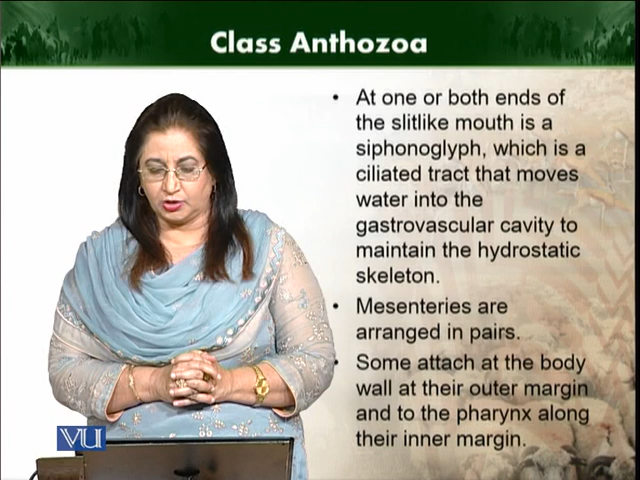 Class Anthozoa
• At one or both ends of
the slitlike mouth is a
siphonoglyph, which is a
ciliated tract that moves
water into the
gastrovascular cavity to
maintain the hydrostatic
skeleton.
• Mesenteries are
arranged in pairs.
• Some attach at the body
wall at their outer margin
and to the pharynx along
their inner margin.
VU